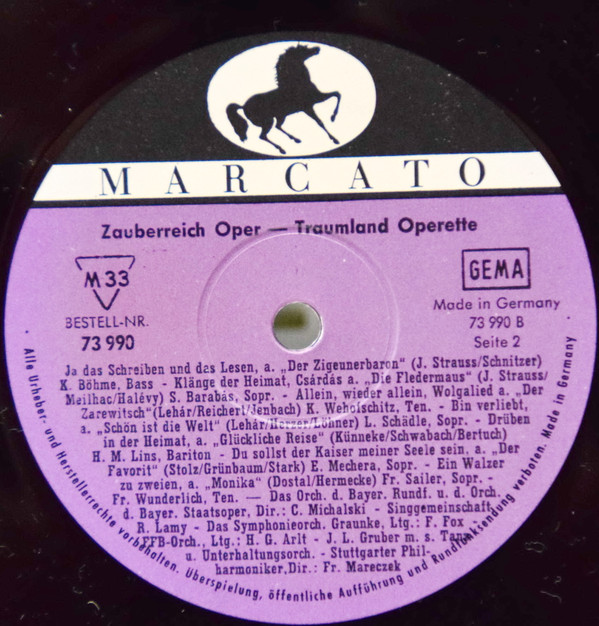 MARCATO
Zauberreich Oper — Traumland Operette
M 33
GEMA
BESTELL-NR.
73 990
Made in Germany
73 990 B
Seite 2
Ja das Schreiben und das Lesen, a. „Der Zigeunerbaron" (J. Strauss/Schnitzer)
K. Böhme, Bass - Klänge der Heimat, Csárdás a. „Die Fledermaus" (J. Strauss/
Meilhac/Halévy) S. Barabas, Sopr. - Allein, wieder allein, Wolgalied a. „Der
Zarewitsch"(Lehár/Reichert/Jenbach) K. Wehofschitz, Ten. - Bin verliebt,
a. „Schön ist die Welt" (Lehár/Herzer/Löhner) L. Schädle, Sopr. - Drüben
in der Heimat, a. „Glückliche Reise" (Künneke/Schwabach/Bertuch)
H. M. Lins, Bariton - Du sollst der Kaiser meiner Seele sein, a. „Der
Favorit" (Stolz/Grünbaum/Stark) E. Mechera, Sopr. - Ein Walzer
zu zweien, a. „Monika" (Dostal/Hermecke) Fr. Sailer, Sopr. -
Fr. Wunderlich, Ten. — Das Orch. d. Bayer. Rundf. u. d. Orch.
d. Bayer. Staatsoper, Dir.: C. Michalski - Singgemeinschaft
R. Lamy - Das Symphonieorch. Graunke, Ltg.: F. Fox -
FFB-Orch., Ltg.: H. G. Arlt - J. L. Gruber m. s. Tanz-
u. Unterhaltungsorch. - Stuttgarter Phil-
harmoniker, Dir.: Fr. Mareczek
Alle Urheber- und Herstellerrechte vorbehalten. Überspielung, öffentliche Aufführung und Rundfunksendung verboten. Made in Germany